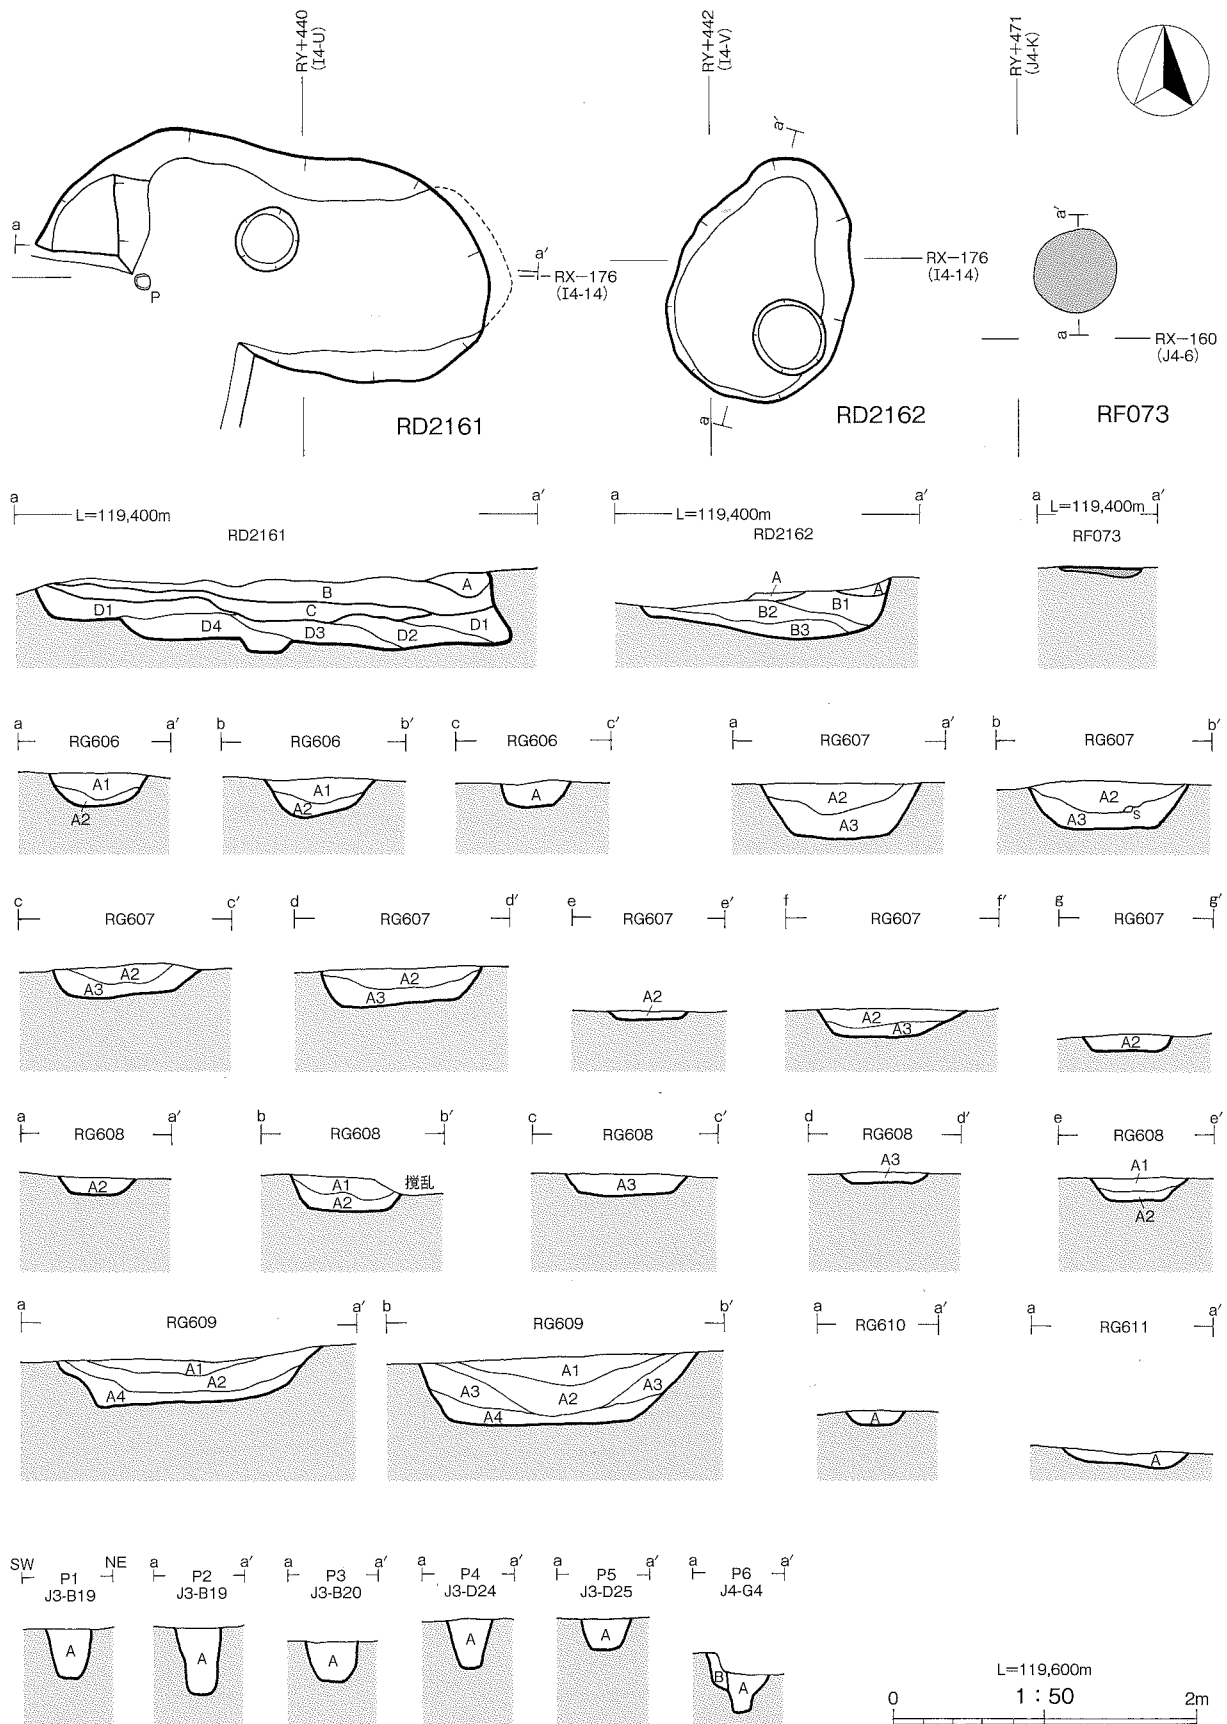 RY+440
(I4-U)
RY+442
(I4-V)
RY+471
(J4-K)
a
a'
P
RX-176
(I4-14)
RD2161
a'
a
RX-176
(I4-14)
RD2162
a'
a
RX-160
(J4-6)
RF073
a a'
L=119,400m
RD2161
A
B
C
D1
D4
D3
D2
D1
a a'
L=119,400m
RD2162
A
A
B1
B2
B3
a a'
L=119,400m
RF073
a a'
RG606
A1
A2
b b'
RG606
A1
A2
c c'
RG606
A
a a'
RG607
A2
A3
b b'
RG607
A2
A3
S
c c'
RG607
A2
A3
d d'
RG607
A2
A3
e e'
RG607
A2
f f'
RG607
A2
A3
g g'
RG607
A2
a a'
RG608
A2
b b'
RG608
A1
A2
撹乱
c c'
RG608
A3
d d'
RG608
A3
e e'
RG608
A1
A2
a a'
RG609
A1
A2
A4
b b'
RG609
A1
A3
A2
A3
A4
a a'
RG610
A
a a'
RG611
A
SW NE
P1
J3-B19
A
a a'
P2
J3-B19
A
a a'
P3
J3-B20
A
a a'
P4
J3-D24
A
a a'
P5
J3-D25
A
a a'
P6
J4-G4
B
A
L=119,600m
0 1:50 2m